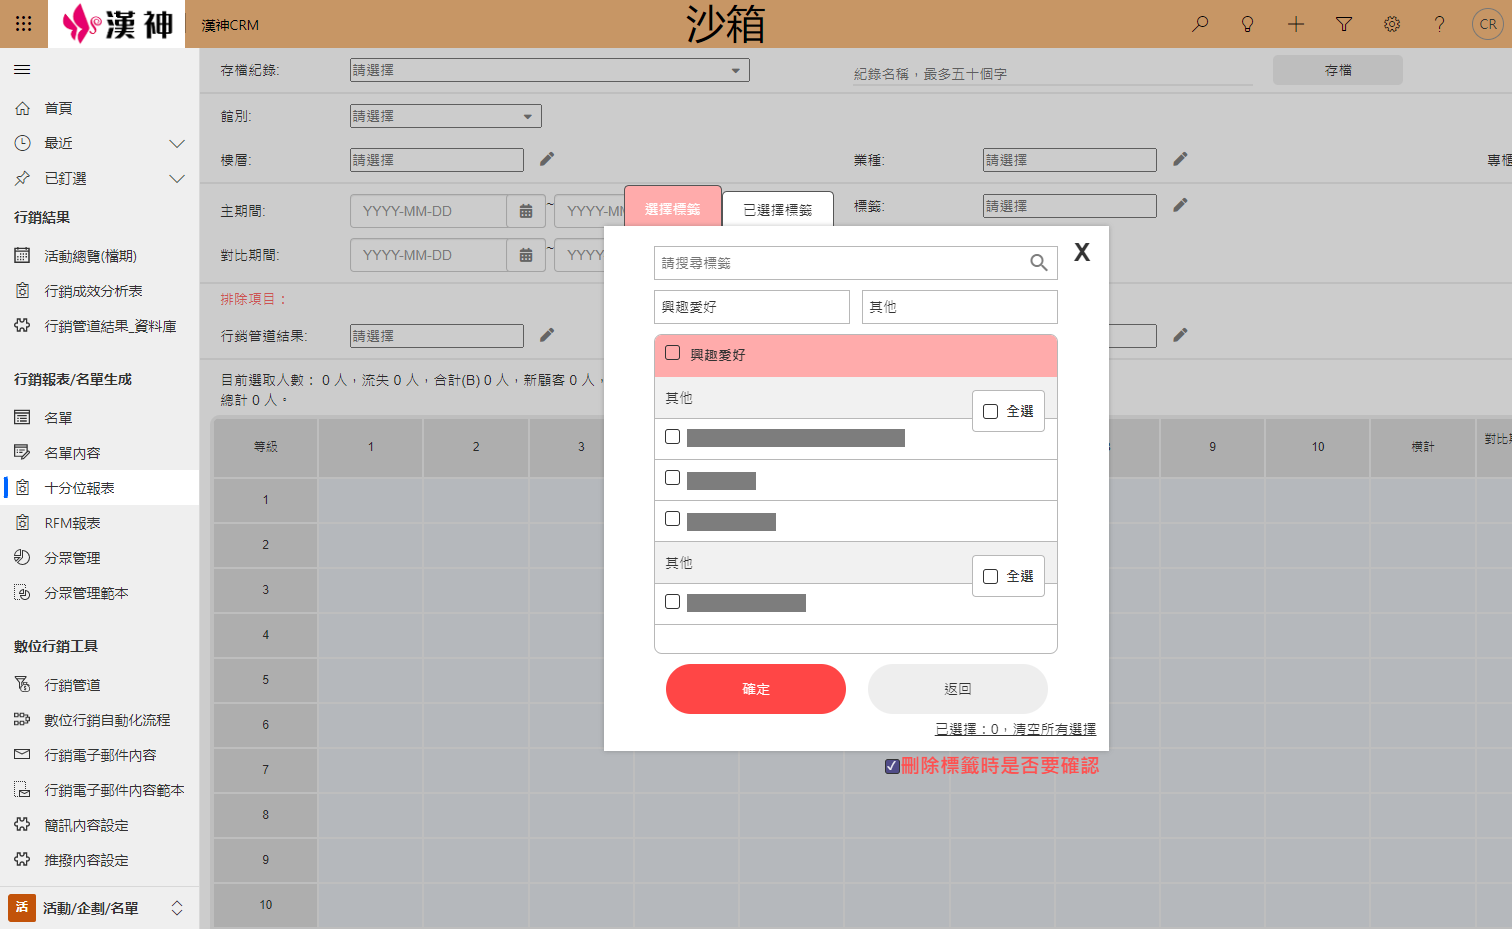 漢神
漢神CRM
沙箱
CR
首頁
最近
已釘選
行銷結果
活動總覽(檔期)
行銷成效分析表
行銷管道結果_資料庫
行銷報表/名單生成
名單
名單內容
十分位報表
RFM報表
分眾管理
分眾管理範本
數位行銷工具
行銷管道
數位行銷自動化流程
行銷電子郵件內容
行銷電子郵件內容範本
簡訊內容設定
推撥內容設定
活 活動/企劃/名單
存檔紀錄: 請選擇 紀錄名稱，最多五十個字 存檔
館別: 請選擇
樓層: 請選擇 業種: 請選擇 專櫃
主期間: YYYY-MM-DD ~ YYYY-MM 標籤: 請選擇
對比期間: YYYY-MM-DD ~ YYYY
排除項目：
行銷管道結果: 請選擇
目前選取人數： 0 人，流失 0 人，合計(B) 0 人，新顧客 0 人，
總計 0 人。
等級 1 2 3 9 10 橫計 對比
1
2
3
4
5
6
7
8
9
10
選擇標籤 已選擇標籤
X
請搜尋標籤
興趣愛好 其他
興趣愛好
其他 全選
其他 全選
確定 返回
已選擇：0，清空所有選擇
刪除標籤時是否要確認